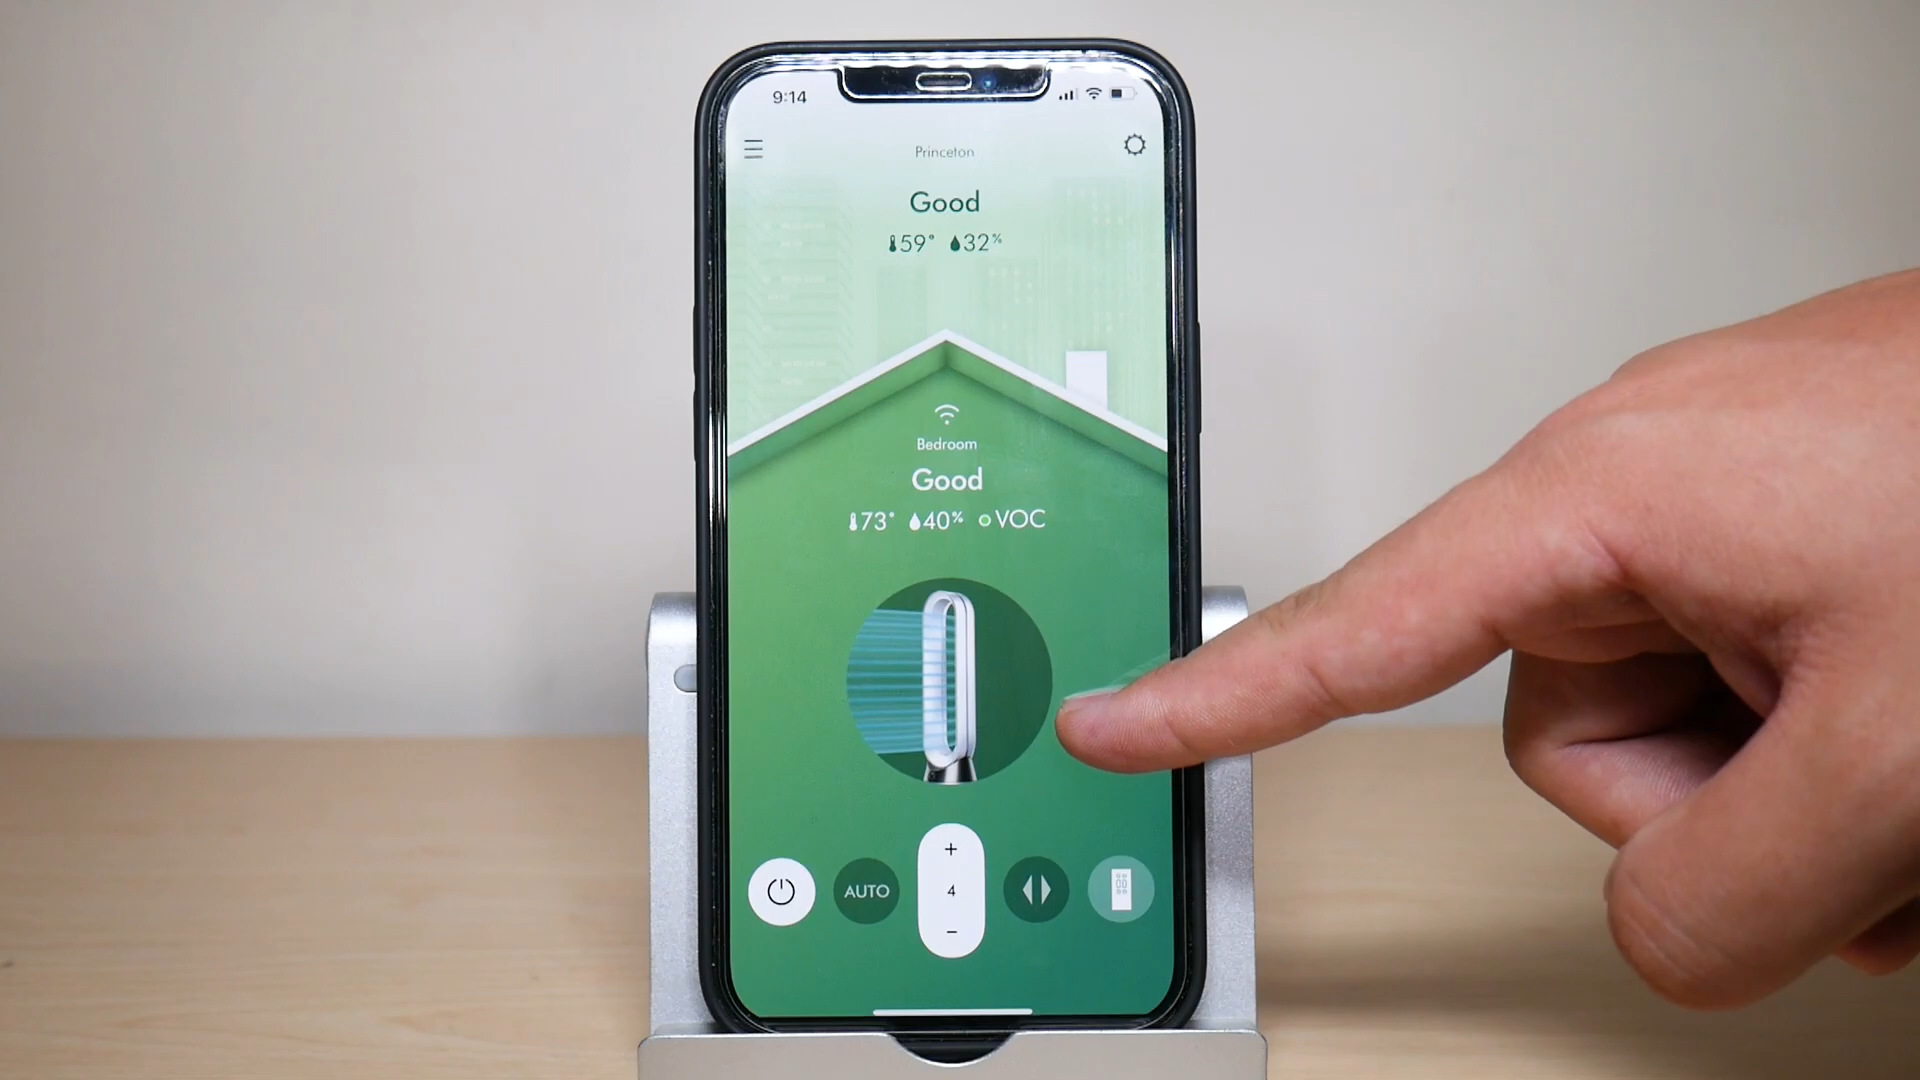 9:14
Princeton
Good
59° 32%
Bedroom
Good
73° 40% VOC
+
AUTO 4
−